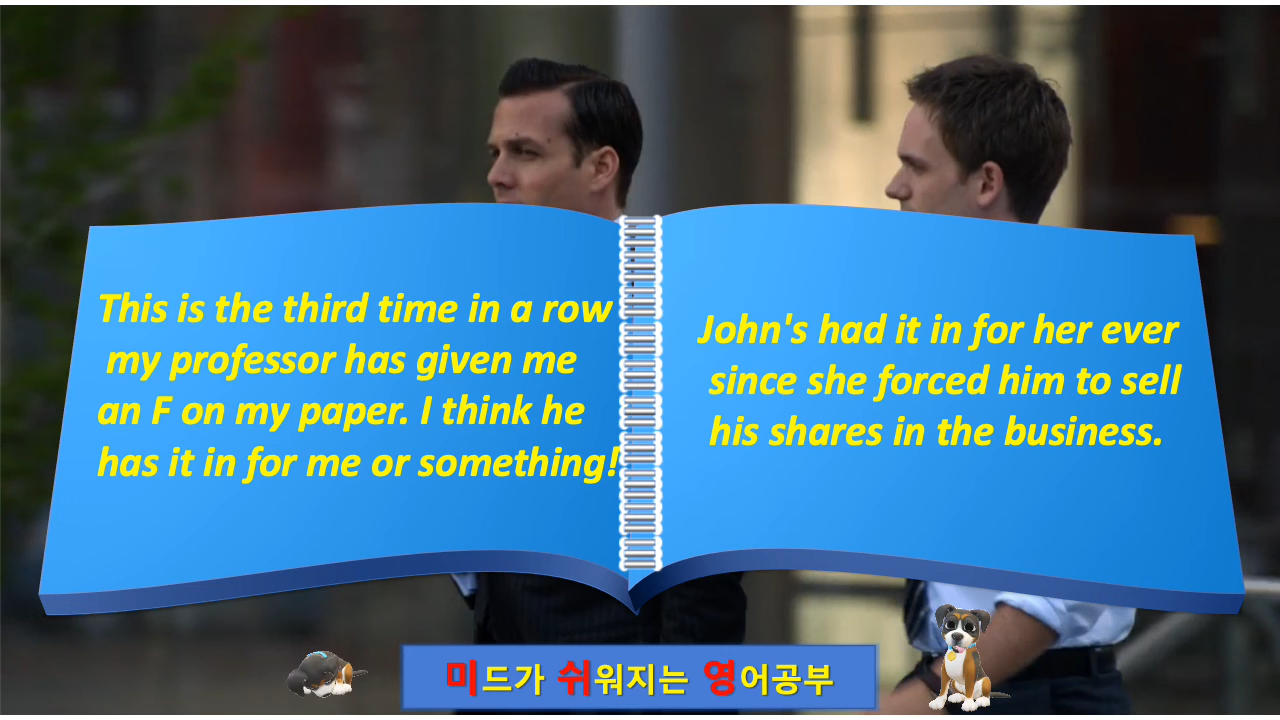 This is the third time in a row
my professor has given me
an F on my paper. I think he
has it in for me or something!
John's had it in for her ever
since she forced him to sell
his shares in the business.
미드가 쉬워지는 영어공부